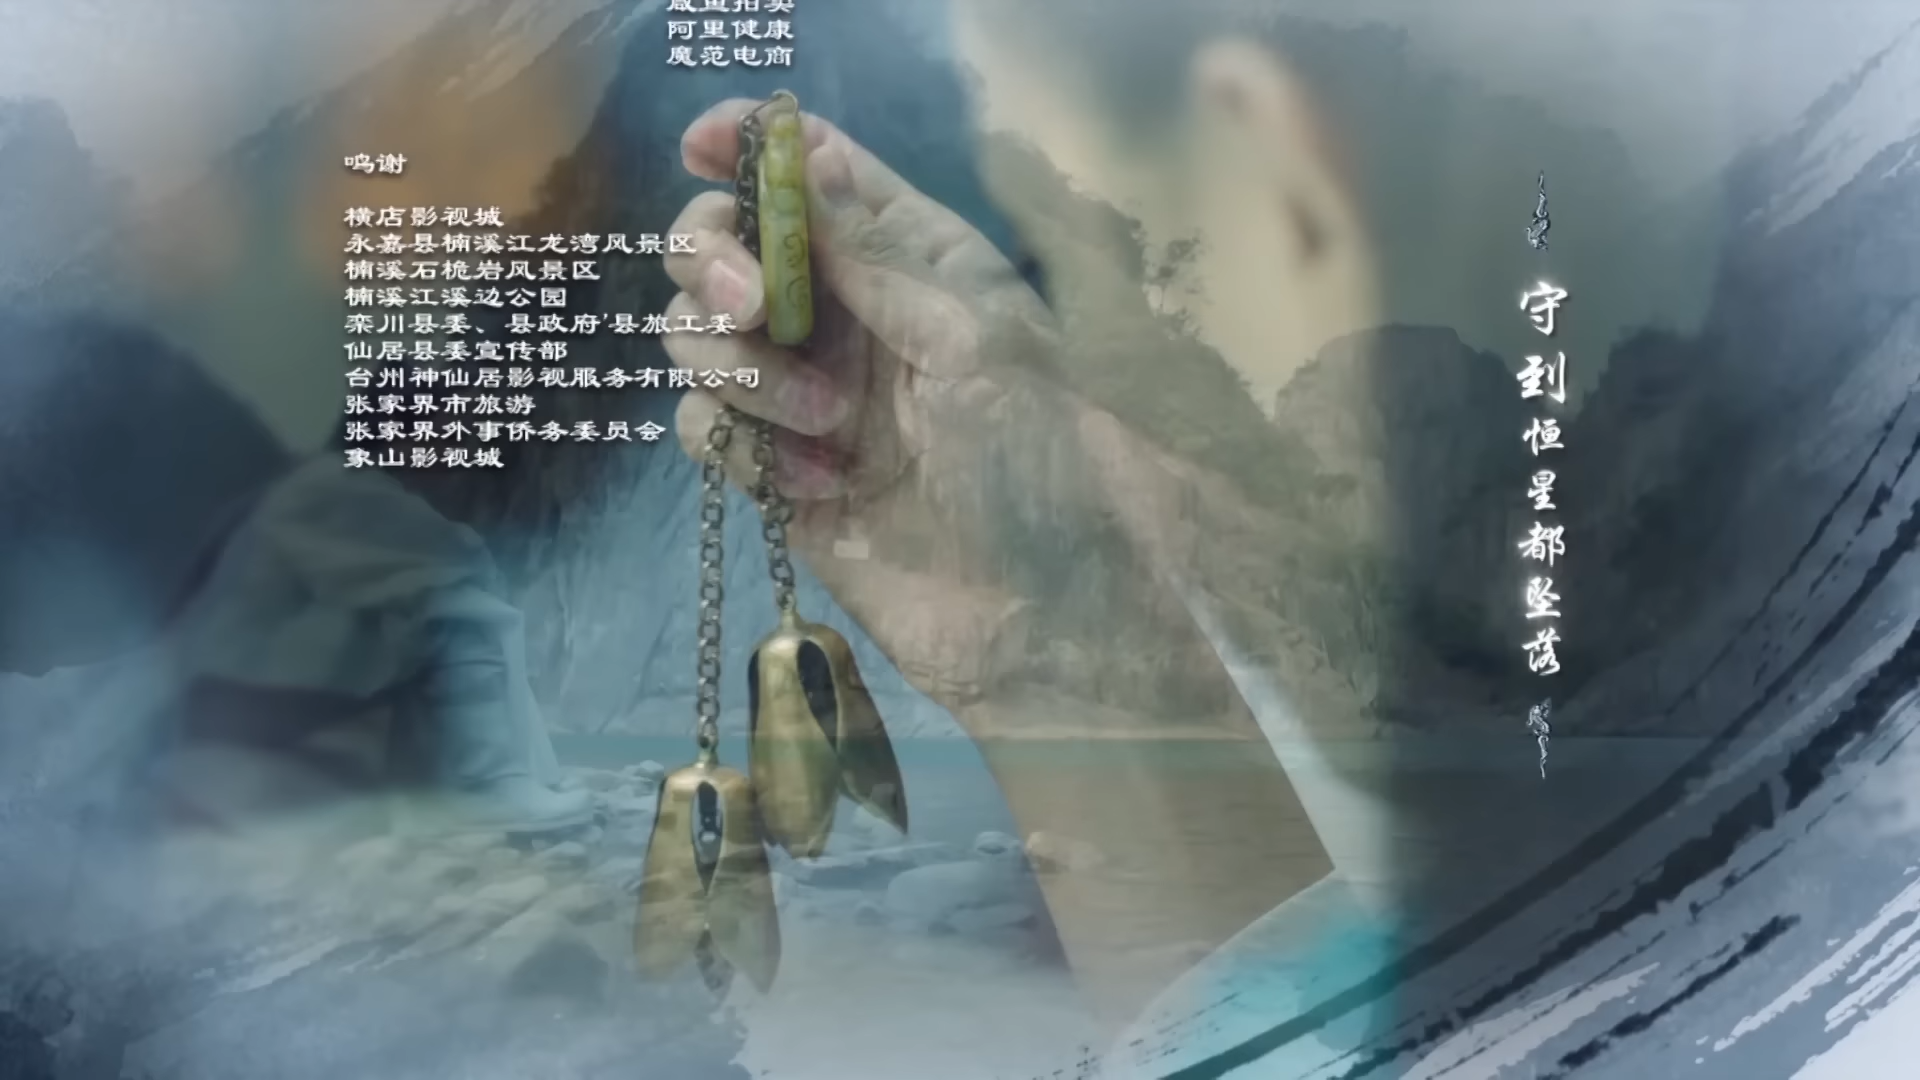 阿里健康
魔范电商
鸣谢
横店影视城
永嘉县楠溪江龙湾风景区
楠溪石桅岩风景区
楠溪江溪边公园
栾川县委、县政府'县旅工委
仙居县委宣传部
台州神仙居影视服务有限公司
张家界市旅游
张家界外事侨务委员会
象山影视城
守到恒星都坠落